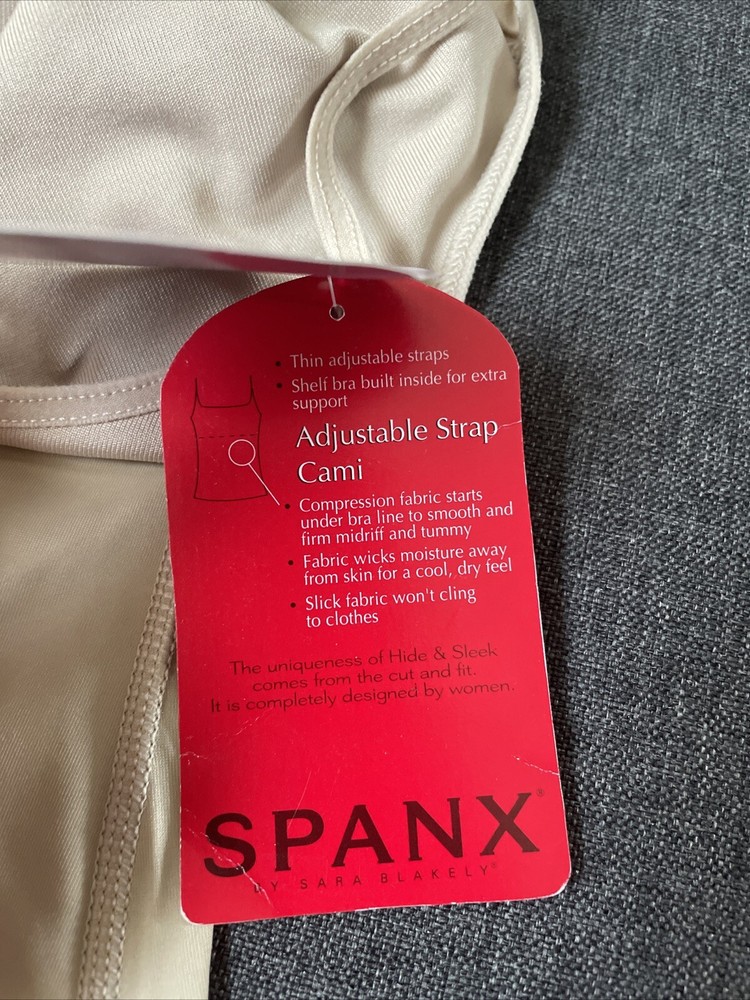 • Thin adjustable straps
• Shelf bra built inside for extra
support
Adjustable Strap
Cami
• Compression fabric starts
under bra line to smooth and
firm midriff and tummy
• Fabric wicks moisture away
from skin for a cool, dry feel
• Slick fabric won't cling
to clothes
The uniqueness of Hide & Sleek
comes from the cut and fit.
It is completely designed by women.
SPANX®
BY SARA BLAKELY®